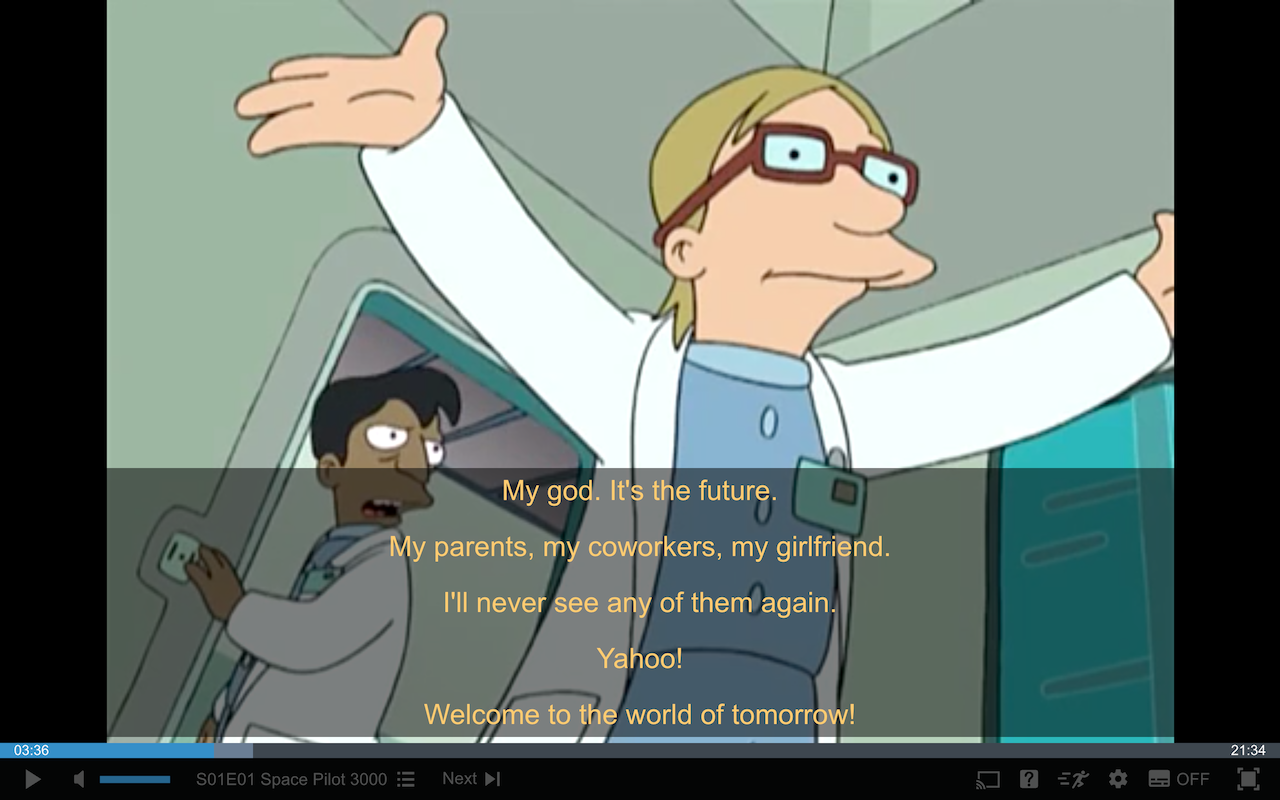 My god. It's the future.
My parents, my coworkers, my girlfriend.
I'll never see any of them again.
Yahoo!
Welcome to the world of tomorrow!
03:36
21:34
S01E01 Space Pilot 3000
Next
?
OFF